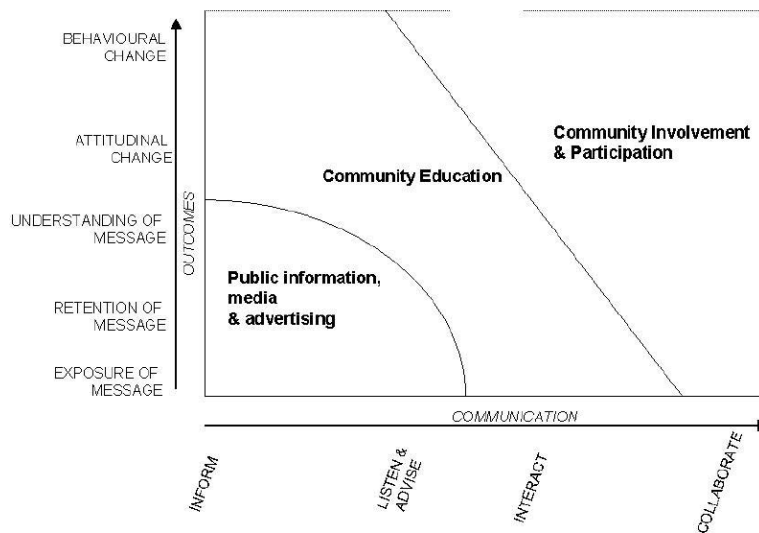 BEHAVIOURAL
CHANGE
ATTITUDINAL
CHANGE
UNDERSTANDING OF
MESSAGE
RETENTION OF
MESSAGE
EXPOSURE OF
MESSAGE
OUTCOMES
Community Involvement
& Participation
Community Education
Public information,
media
& advertising
COMMUNICATION
INFORM
LISTEN &
ADVISE
INTERACT
COLLABORATE